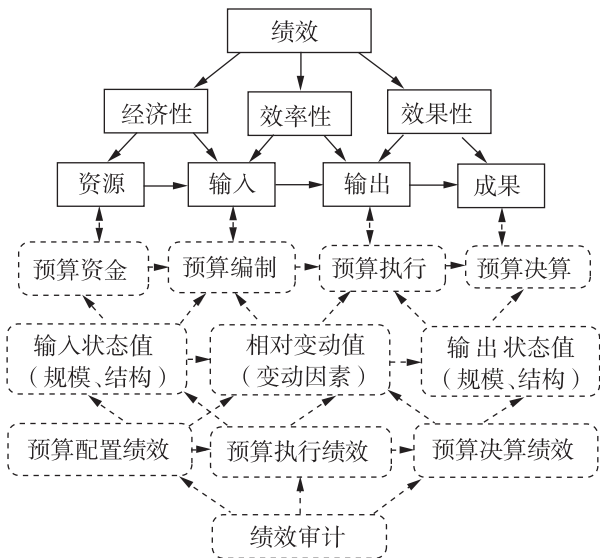 绩效
经济性
效率性
效果性
资源
输入
输出
成果
预算资金
预算编制
预算执行
预算决算
输入状态值
（规模、结构）
相对变动值
（变动因素）
输出状态值
（规模、结构）
预算配置绩效
预算执行绩效
预算决算绩效
绩效审计